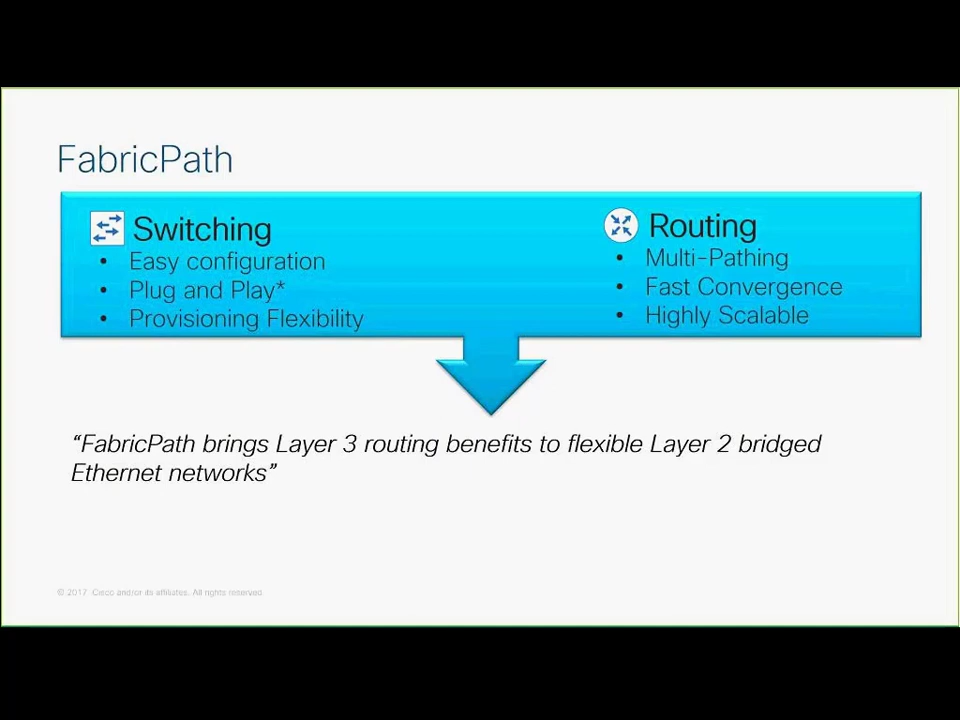 FabricPath
Switching
• Easy configuration
• Plug and Play*
• Provisioning Flexibility
Routing
• Multi-Pathing
• Fast Convergence
• Highly Scalable
“FabricPath brings Layer 3 routing benefits to flexible Layer 2 bridged
Ethernet networks”
© 2017 Cisco and/or its affiliates. All rights reserved